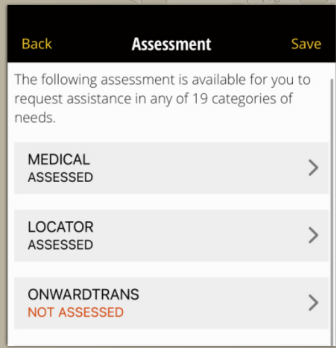 Back Assessment Save
The following assessment is available for you to
request assistance in any of 19 categories of
needs.
MEDICAL
ASSESSED
LOCATOR
ASSESSED
ONWARDTRANS
NOT ASSESSED